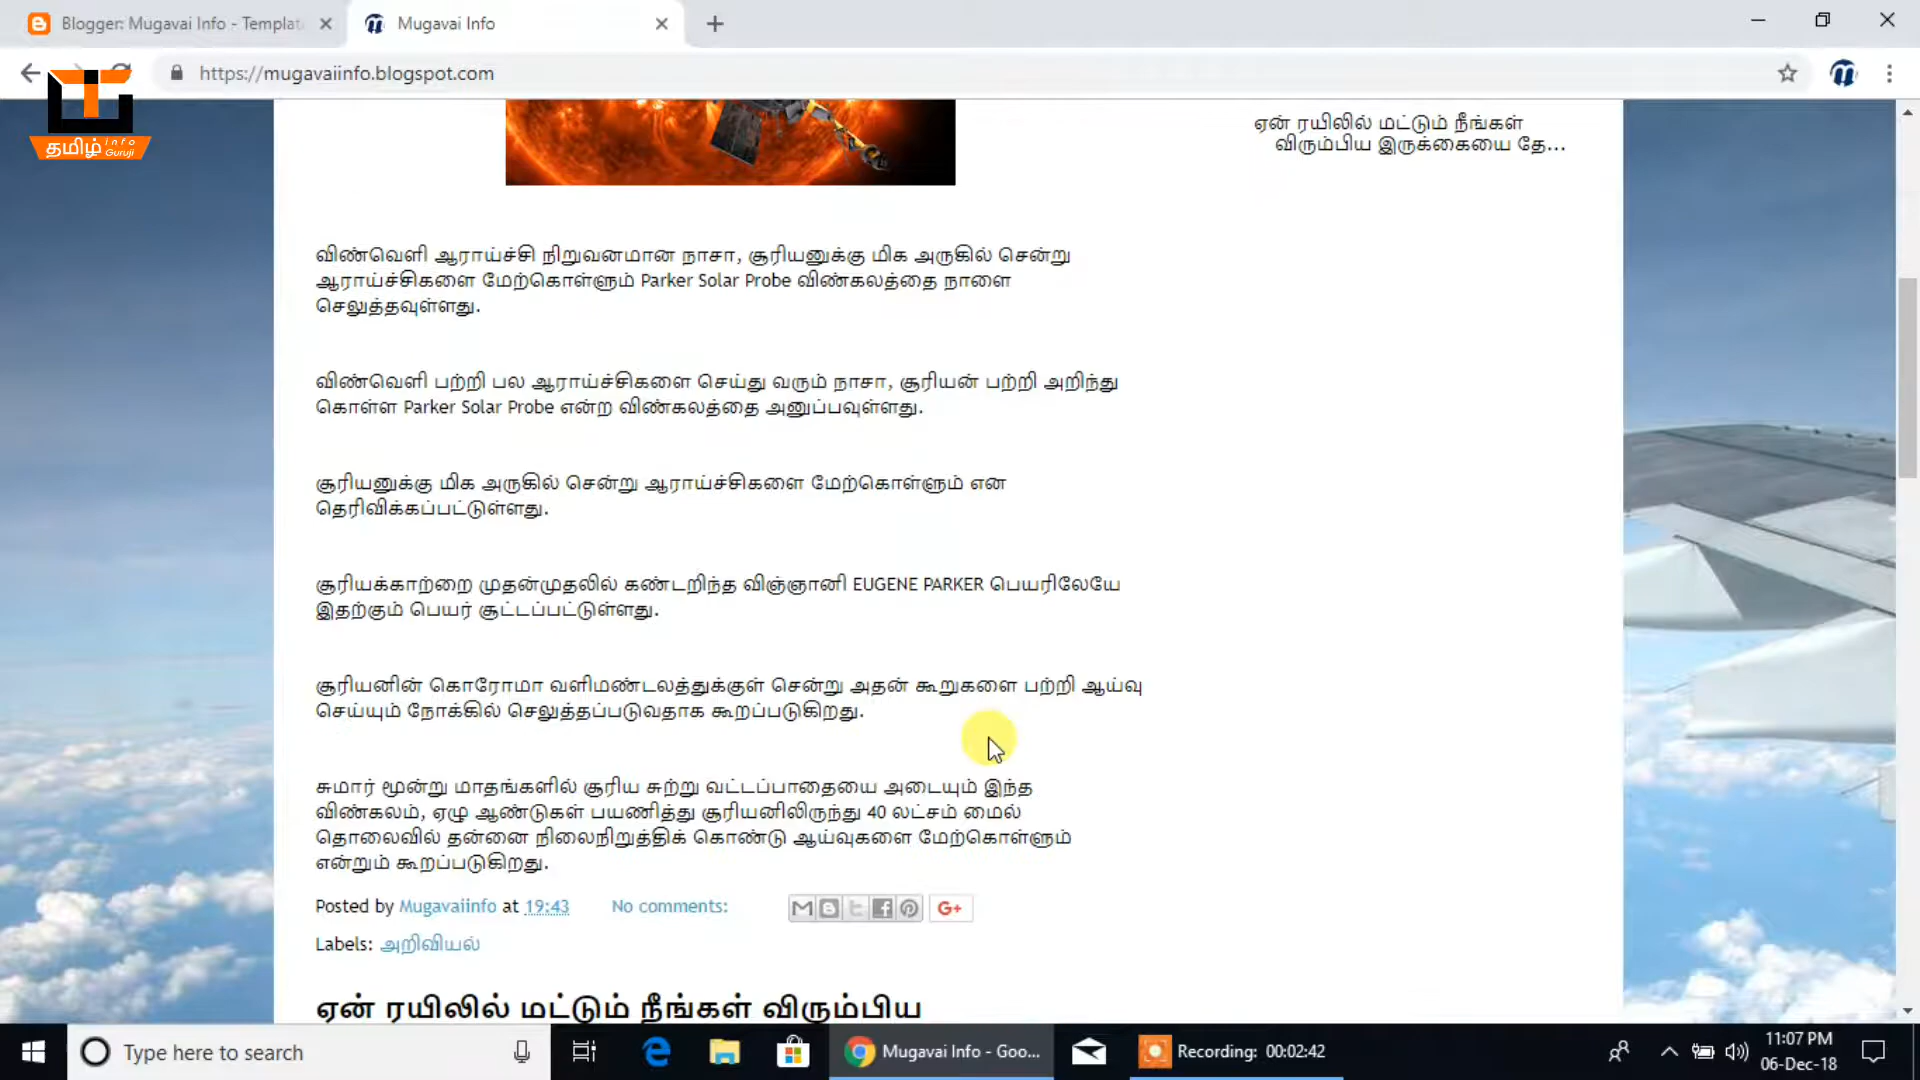 Blogger: Mugavai Info - Templat
Mugavai Info
https://mugavaiinfo.blogspot.com
தமிழ் Info Guruji
ஏன் ரயிலில் மட்டும் நீங்கள்
விரும்பிய இருக்கையை தே...
விண்வெளி ஆராய்ச்சி நிறுவனமான நாசா, சூரியனுக்கு மிக அருகில் சென்று
ஆராய்ச்சிகளை மேற்கொள்ளும் Parker Solar Probe விண்கலத்தை நாளை
செலுத்தவுள்ளது.
விண்வெளி பற்றி பல ஆராய்ச்சிகளை செய்து வரும் நாசா, சூரியன் பற்றி அறிந்து
கொள்ள Parker Solar Probe என்ற விண்கலத்தை அனுப்பவுள்ளது.
சூரியனுக்கு மிக அருகில் சென்று ஆராய்ச்சிகளை மேற்கொள்ளும் என
தெரிவிக்கப்பட்டுள்ளது.
சூரியக்காற்றை முதன்முதலில் கண்டறிந்த விஞ்ஞானி EUGENE PARKER பெயரிலேயே
இதற்கும் பெயர் சூட்டப்பட்டுள்ளது.
சூரியனின் கொரோமா வளிமண்டலத்துக்குள் சென்று அதன் கூறுகளை பற்றி ஆய்வு
செய்யும் நோக்கில் செலுத்தப்படுவதாக கூறப்படுகிறது.
சுமார் மூன்று மாதங்களில் சூரிய சுற்று வட்டப்பாதையை அடையும் இந்த
விண்கலம், ஏழு ஆண்டுகள் பயணித்து சூரியனிலிருந்து 40 லட்சம் மைல்
தொலைவில் தன்னை நிலைநிறுத்திக் கொண்டு ஆய்வுகளை மேற்கொள்ளும்
என்றும் கூறப்படுகிறது.
Posted by Mugavaiinfo at 19:43 No comments:
G+
Labels: அறிவியல்
ஏன் ரயிலில் மட்டும் நீங்கள் விரும்பிய
Type here to search
Mugavai Info - Goo...
Recording: 00:02:42
11:07 PM
06-Dec-18